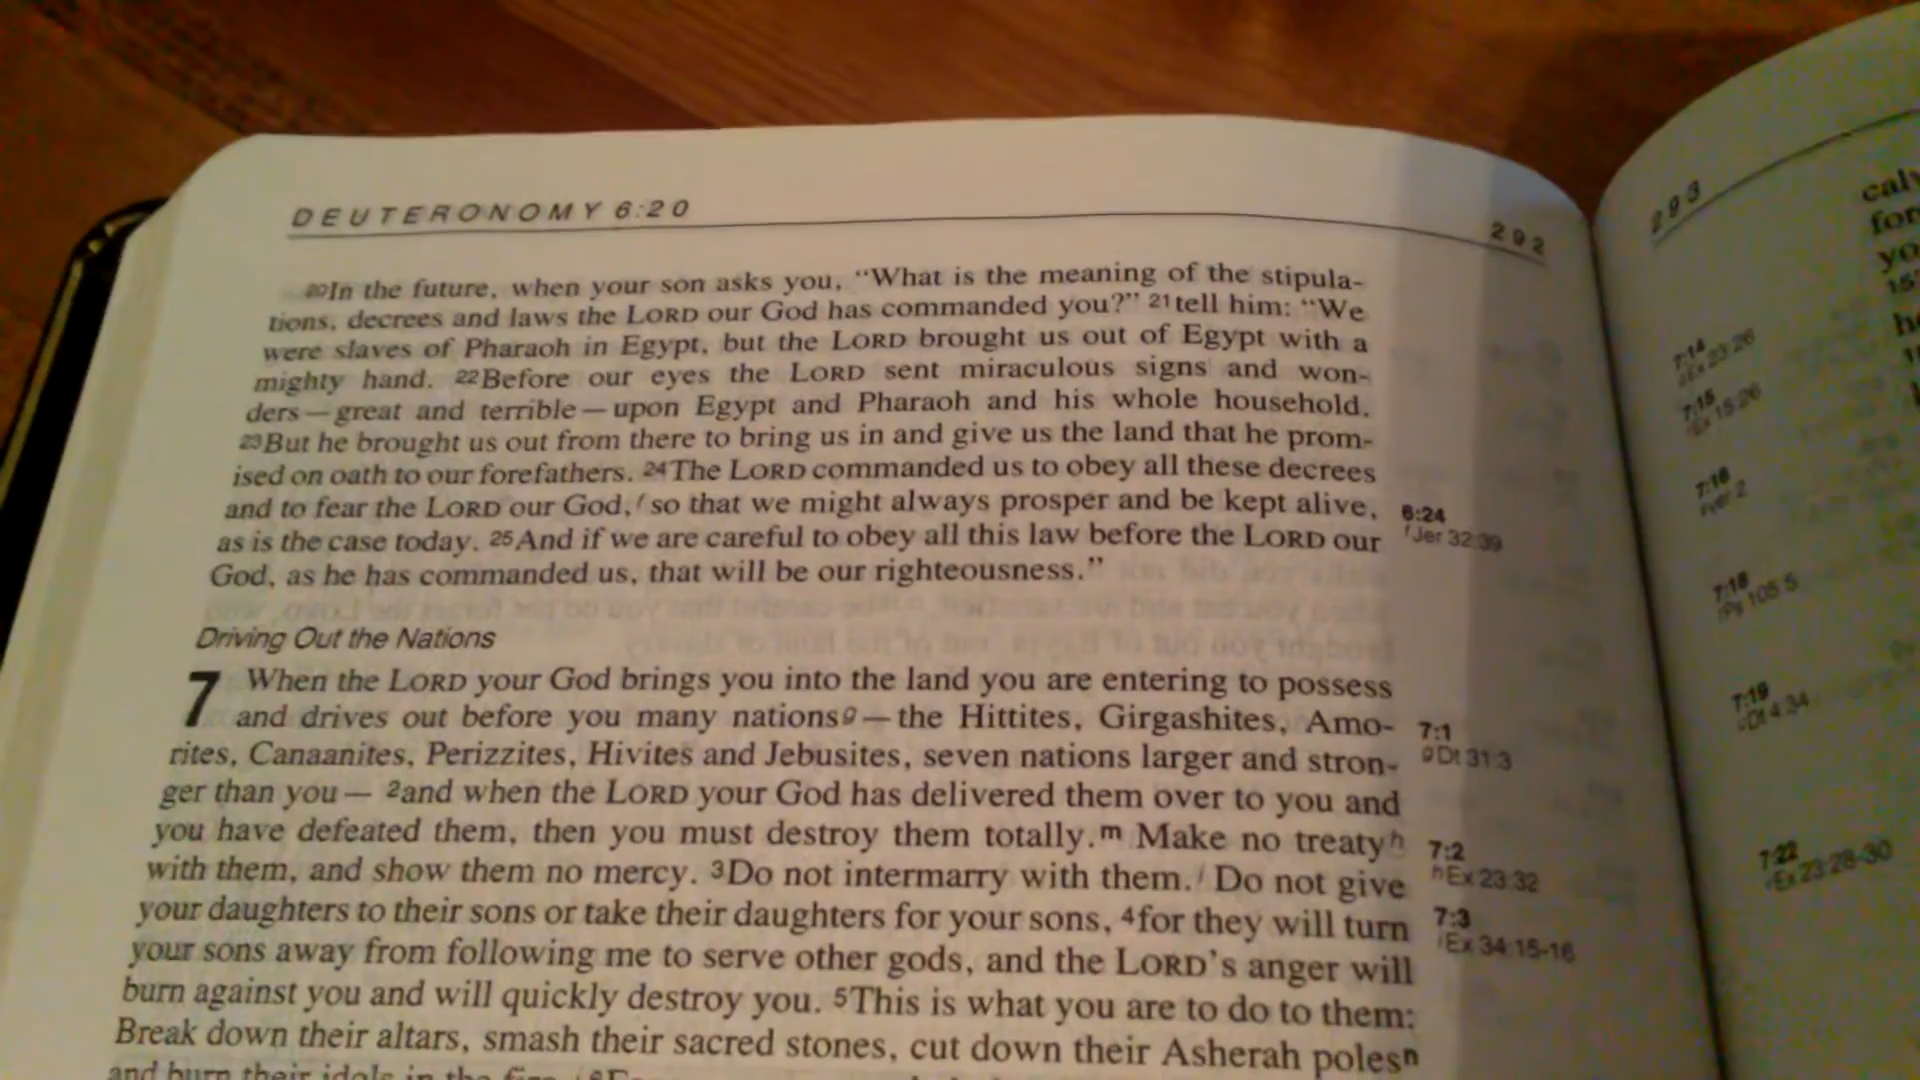 DEUTERONOMY 6:20
292
20In the future, when your son asks you, “What is the meaning of the stipula-
tions, decrees and laws the LORD our God has commanded you?” 21tell him: “We
were slaves of Pharaoh in Egypt, but the LORD brought us out of Egypt with a
mighty hand. 22Before our eyes the LORD sent miraculous signs and won-
ders—great and terrible—upon Egypt and Pharaoh and his whole household.
23But he brought us out from there to bring us in and give us the land that he prom-
ised on oath to our forefathers. 24The LORD commanded us to obey all these decrees
and to fear the LORD our God,f so that we might always prosper and be kept alive,
as is the case today. 25And if we are careful to obey all this law before the LORD our
God, as he has commanded us, that will be our righteousness.”
Driving Out the Nations
7 When the LORD your God brings you into the land you are entering to possess
and drives out before you many nationsg—the Hittites, Girgashites, Amo-
rites, Canaanites, Perizzites, Hivites and Jebusites, seven nations larger and stron-
ger than you— 2and when the LORD your God has delivered them over to you and
you have defeated them, then you must destroy them totally.m Make no treatyh
with them, and show them no mercy. 3Do not intermarry with them.i Do not give
your daughters to their sons or take their daughters for your sons, 4for they will turn
your sons away from following me to serve other gods, and the LORD’s anger will
burn against you and will quickly destroy you. 5This is what you are to do to them:
Break down their altars, smash their sacred stones, cut down their Asherah polesn
and burn their idols in the fire.
6:24
fJer 32:39
7:1
gDt 31:3
7:2
hEx 23:32
7:3
iEx 34:15-16
293
7:14
Ex 23:26
7:15
Ex 15:26
7:16
ver 2
7:18
Ps 105:5
7:19
Dt 4:34
7:22
Ex 23:28-30